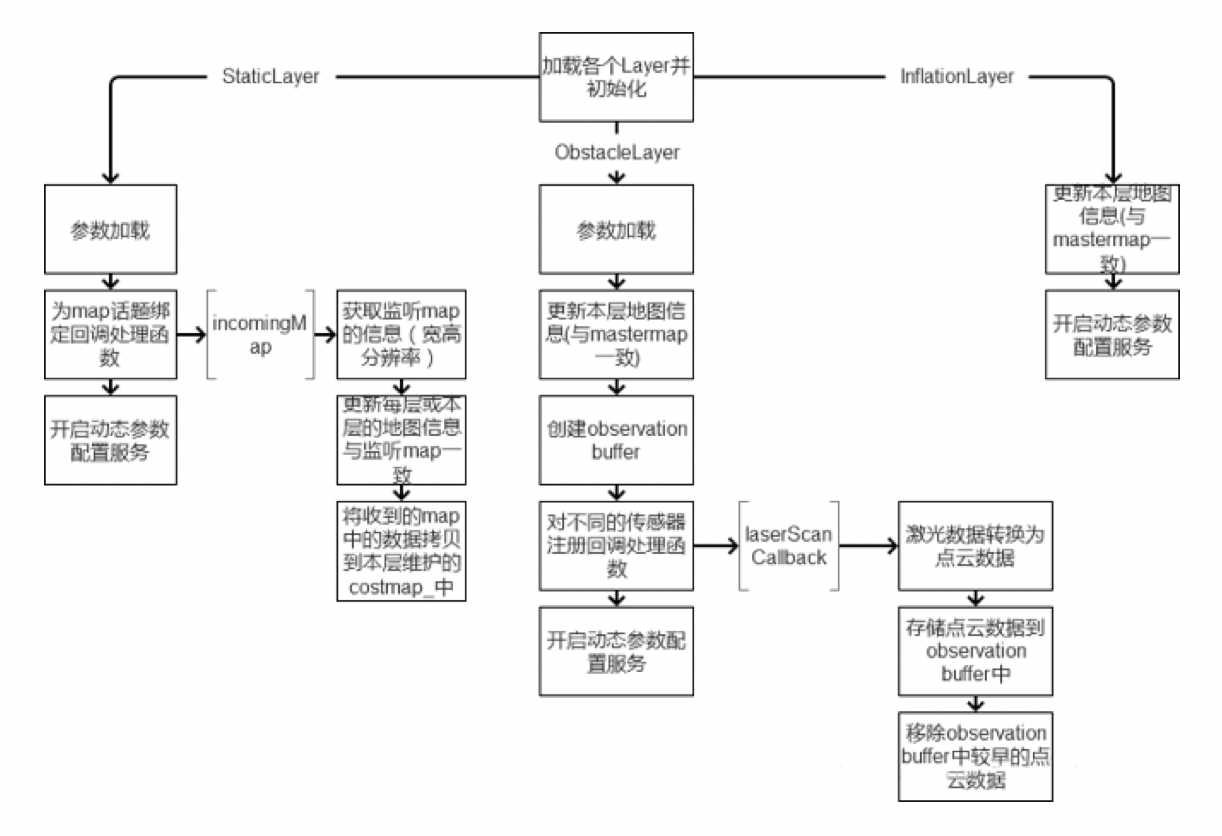 加载各个Layer并
初始化
StaticLayer
InflationLayer
ObstacleLayer
参数加载
为map话题绑
定回调处理函
数
开启动态参数
配置服务
incomingM
ap
获取监听map
的信息（宽高
分辨率）
更新每层或本
层的地图信息
与监听map一
致
将收到的map
中的数据拷贝
到本层维护的
costmap_中
参数加载
更新本层地图信
息(与mastermap
一致)
创建observation
buffer
对不同的传感器
注册回调处理函
数
开启动态参数配
置服务
laserScan
Callback
激光数据转换为
点云数据
存储点云数据到
observation
buffer中
移除observation
buffer中较早的点
云数据
更新本层地图
信息(与
mastermap一
致)
开启动态参数
配置服务